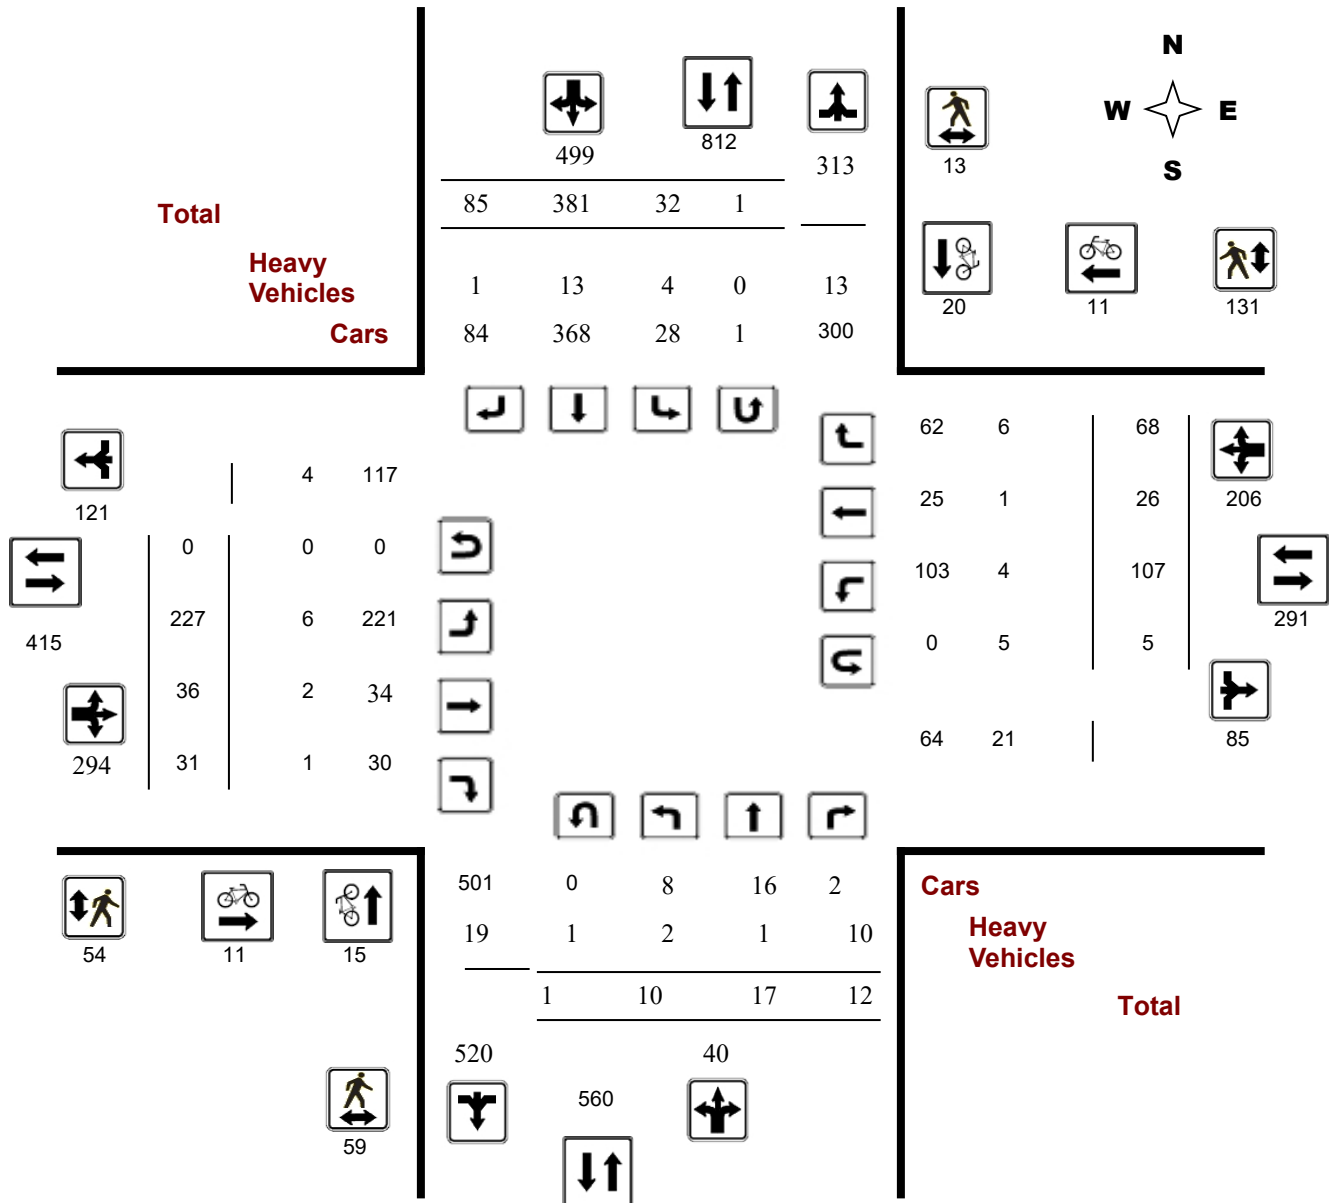 N
W E
S
499
812
313
13
Total
85 381 32 1
Heavy
Vehicles
1 13 4 0 13
Cars
84 368 28 1 300
20
11
131
121
4 117
0 0 0
415
227 6 221
36 2 34
294
31 1 30
62 6 68
206
25 1 26
103 4 107
291
0 5 5
64 21
85
501 0 8 16 2
Cars
19 1 2 1 10
Heavy
Vehicles
1 10 17 12
Total
54
11
15
520
40
560
59